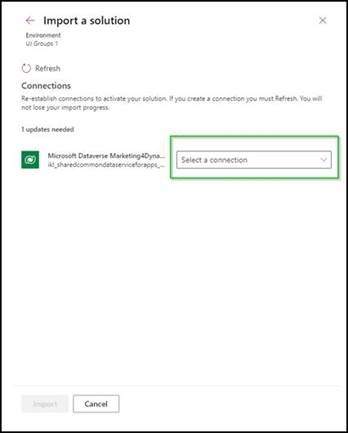 Import a solution
Environment
UJ Groups 1
Refresh
Connections
Re-establish connections to activate your solution. If you create a connection you must Refresh. You will
not lose your import progress.
1 updates needed
Microsoft Dataverse Marketing4Dyna...
ikl_sharedcommondataserviceforapps_...
Select a connection
Import
Cancel